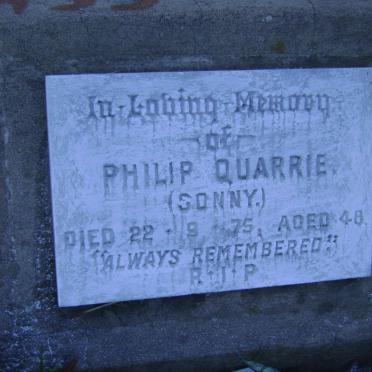 In Loving Memory
of
PHILIP QUARRIE.
(SONNY.)
DIED 22 · 9 · 75, AGED 48.
"ALWAYS REMEMBERED"
R·I·P